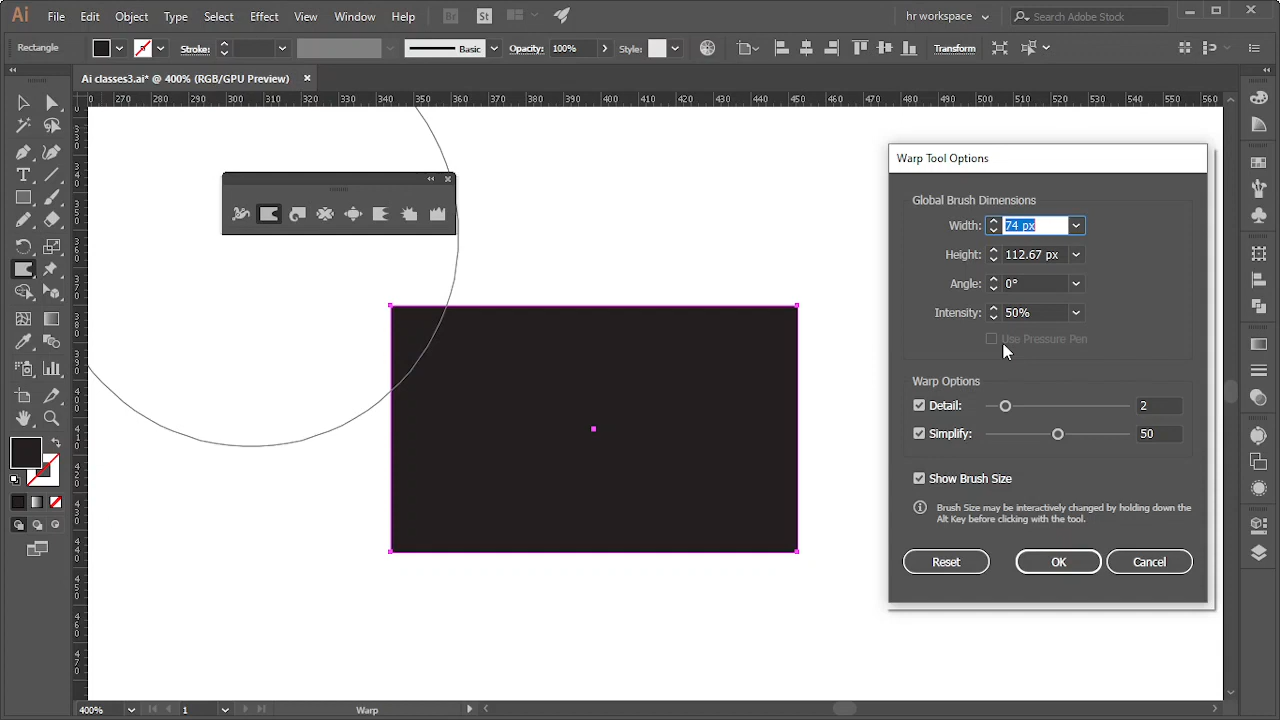 Ai File Edit Object Type Select Effect View Window Help Br St hr workspace Search Adobe Stock
Rectangle Stroke: Basic Opacity: 100% Style: Transform
Ai classes3.ai* @ 400% (RGB/GPU Preview)
270 280 290 300 310 320 330 340 350 360 370 380 390 400 410 420 430 440 450 460 470 480 490 500 510 520 530 540 550 560
Warp Tool Options
Global Brush Dimensions
Width: 74 px
Height: 112.67 px
Angle: 0°
Intensity: 50%
Use Pressure Pen
Warp Options
Detail: 2
Simplify: 50
Show Brush Size
Brush Size may be interactively changed by holding down the
Alt Key before clicking with the tool.
Reset OK Cancel
400% 1 Warp